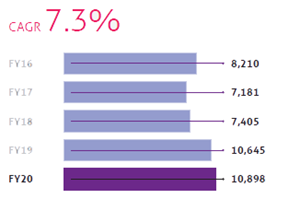 CAGR 7.3%
FY16 8,210
FY17 7,181
FY18 7,405
FY19 10,645
FY20 10,898